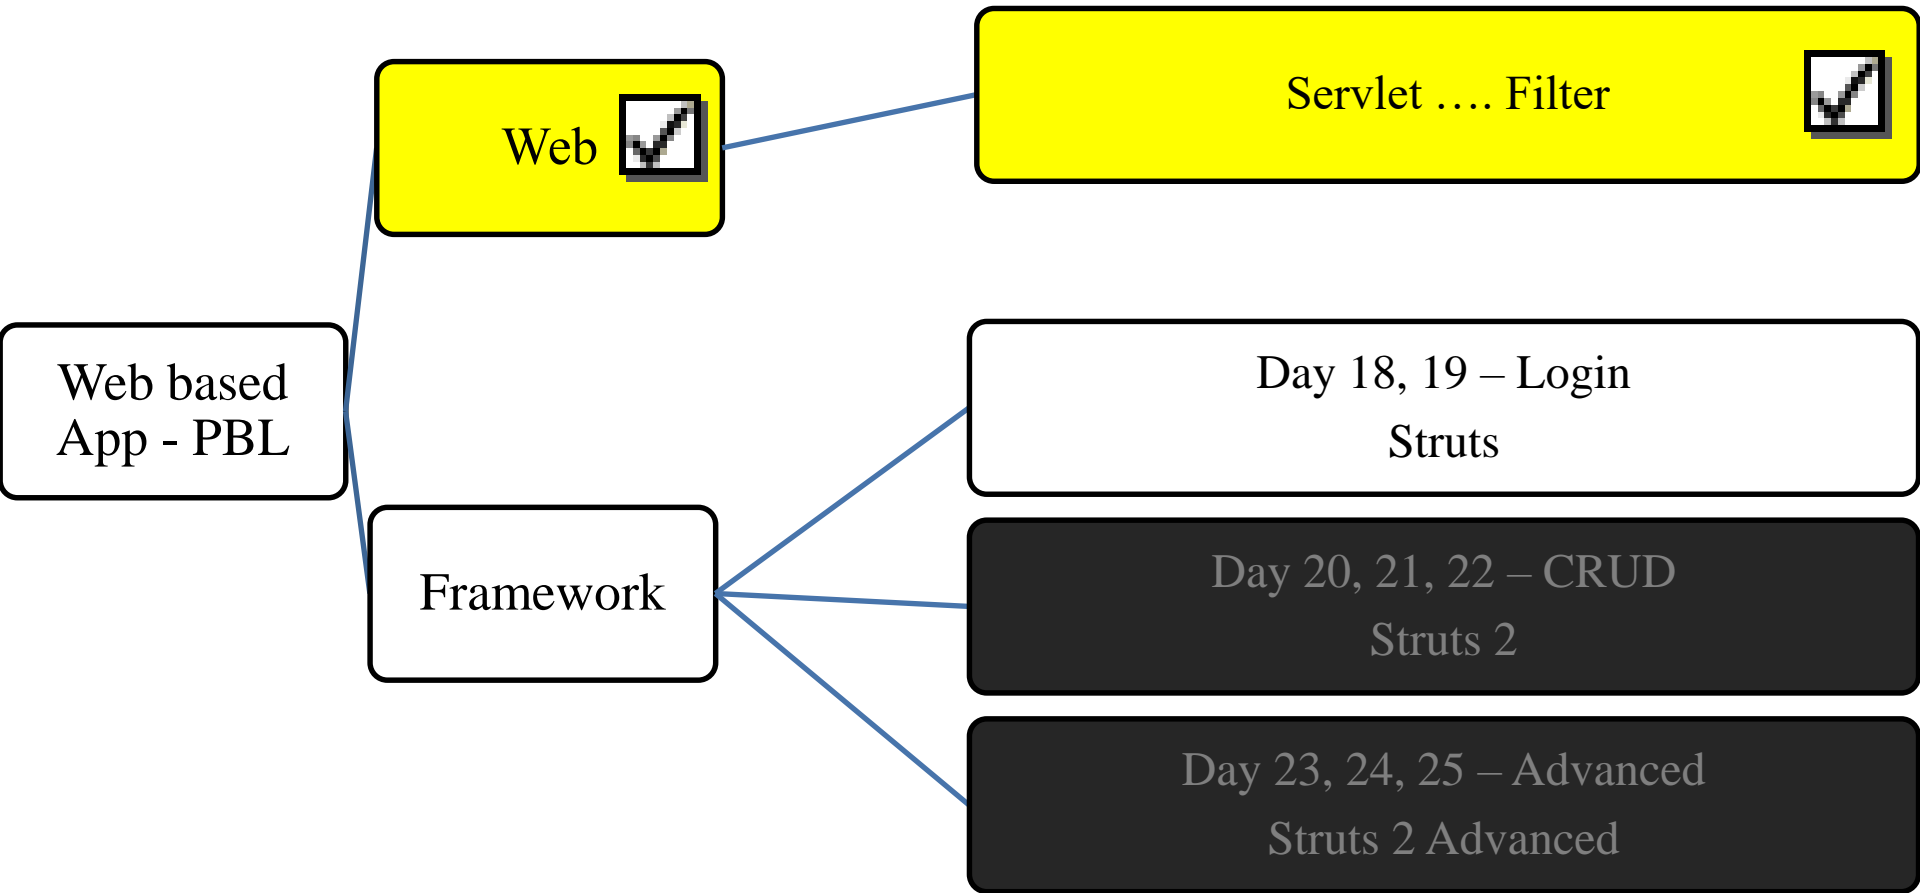 Servlet …. Filter
Web
Web based
App - PBL
Framework
Day 18, 19 – Login
Struts
Day 20, 21, 22 – CRUD
Struts 2
Day 23, 24, 25 – Advanced
Struts 2 Advanced